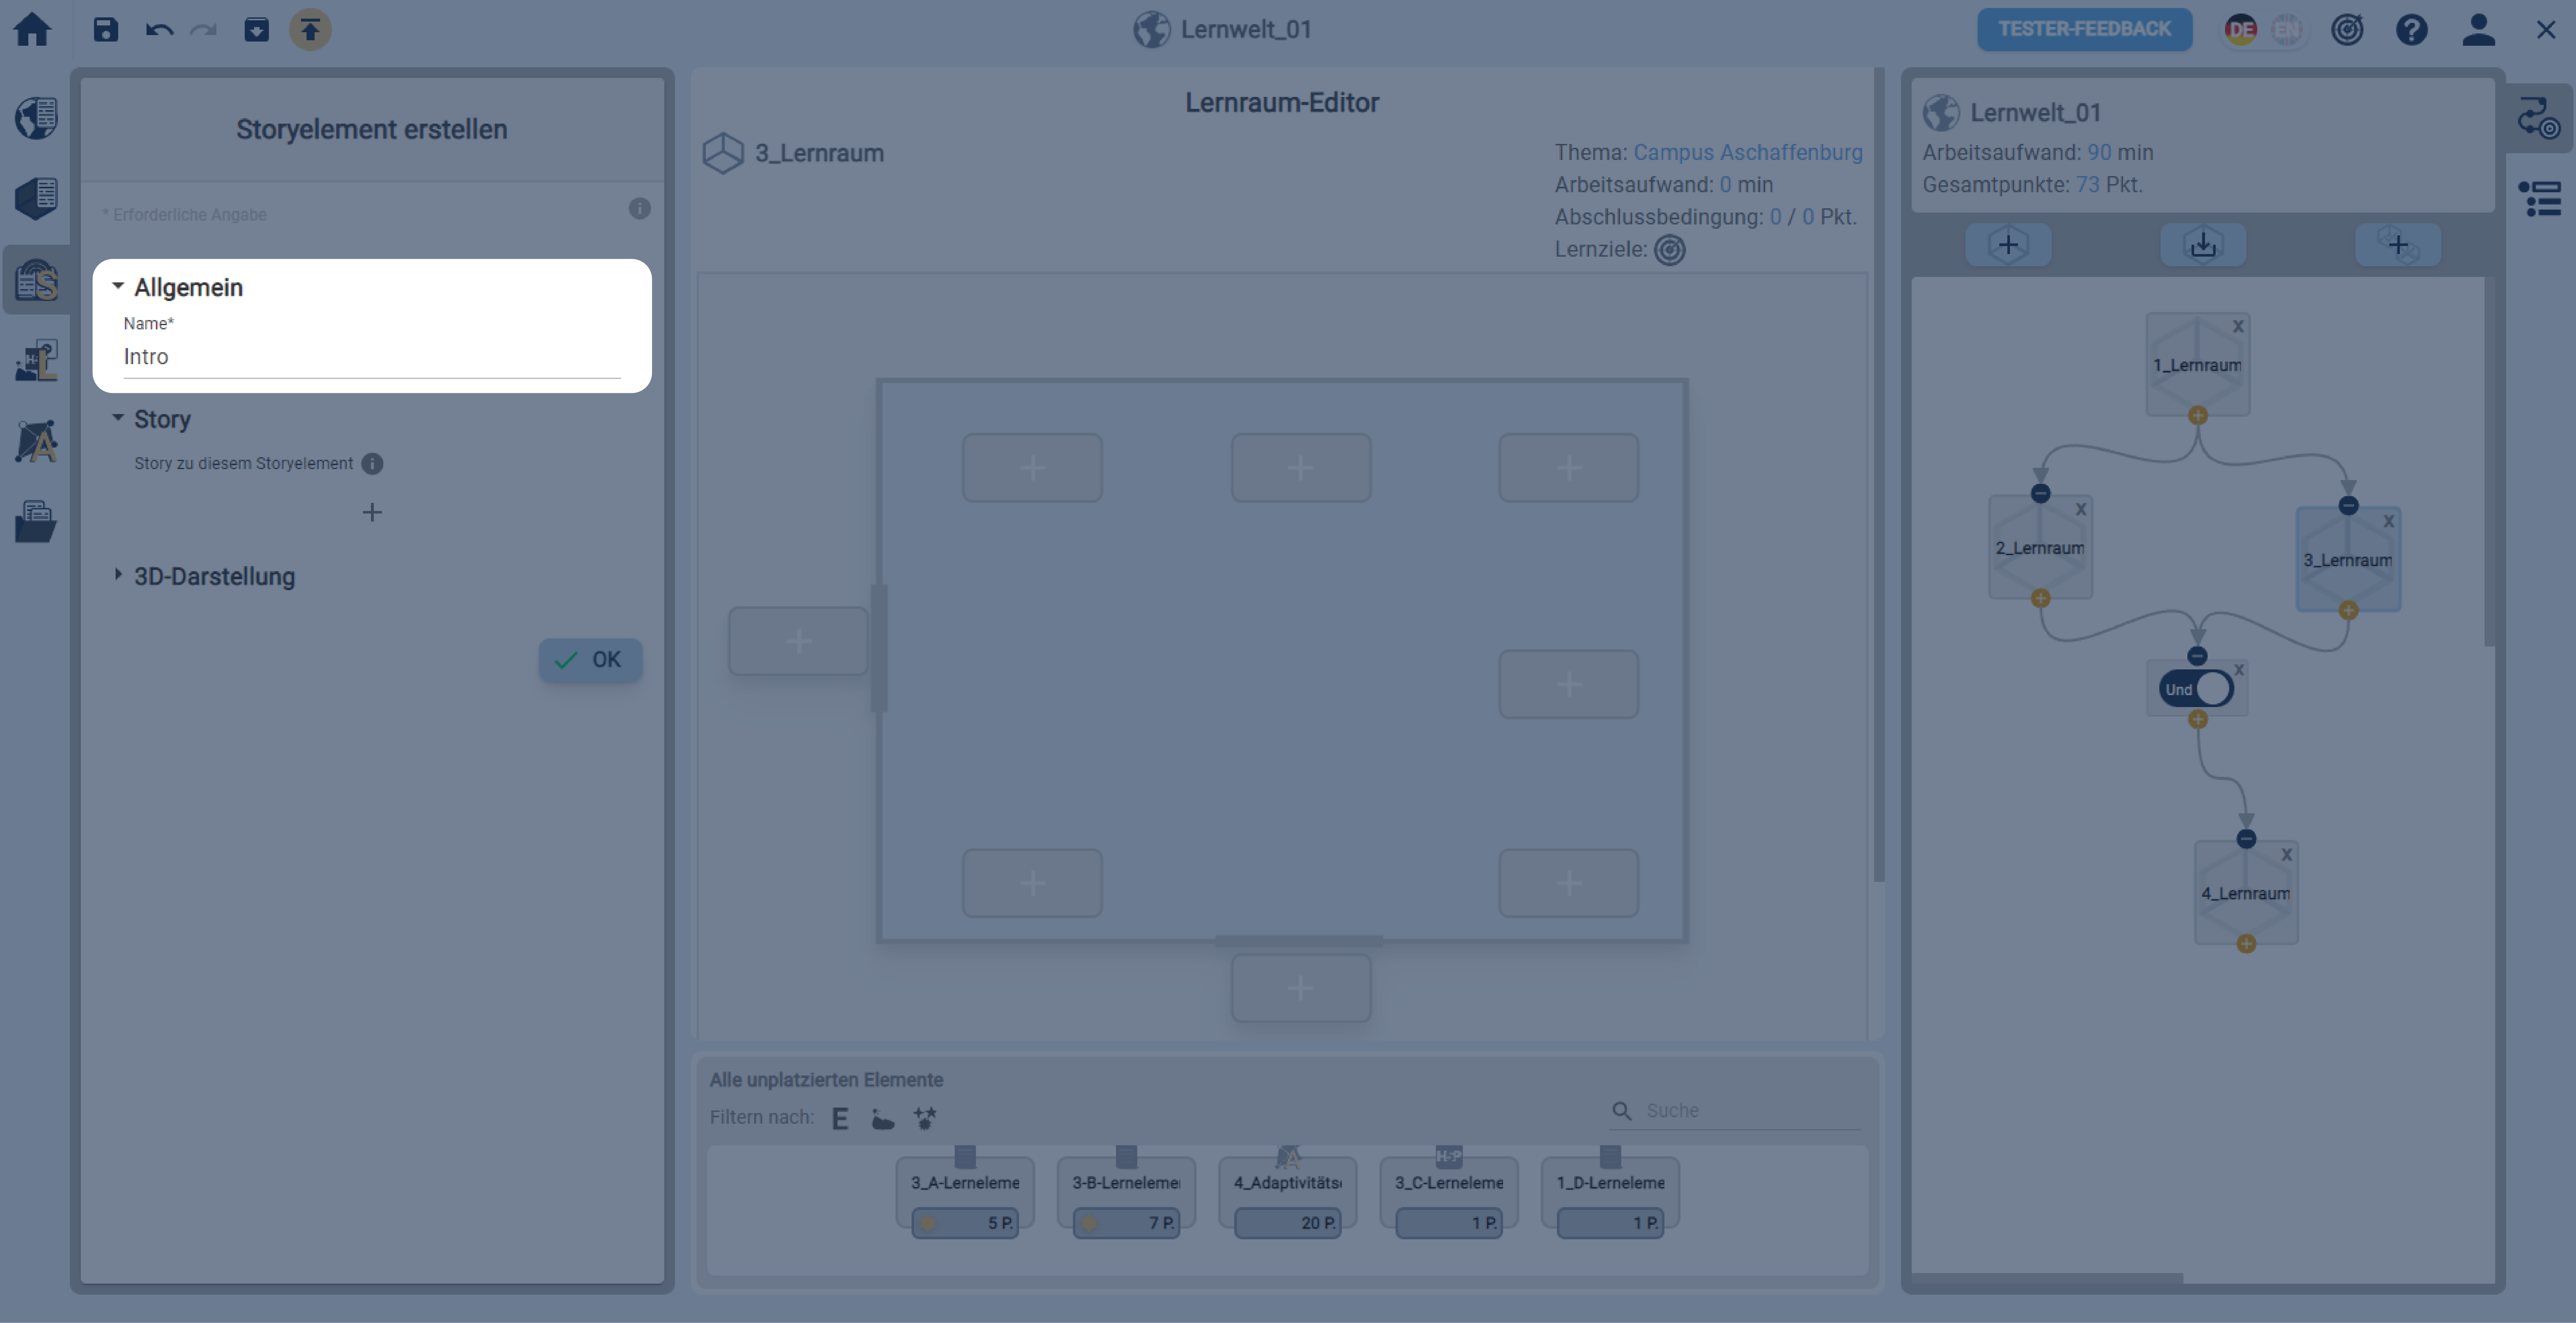 Lernwelt_01
TESTER-FEEDBACK
DE
EN
Storyelement erstellen
* Erforderliche Angabe
Allgemein
Name*
Intro
Story
Story zu diesem Storyelement
3D-Darstellung
OK
Lernraum-Editor
3_Lernraum
Thema: Campus Aschaffenburg
Arbeitsaufwand: 0 min
Abschlussbedingung: 0 / 0 Pkt.
Lernziele:
Alle unplatzierten Elemente
Filtern nach: E
Suche
3_A-Lerneleme
5 P.
3-B-Lerneleme
7 P.
4_Adaptivitäts
20 P.
H-P
3_C-Lerneleme
1 P.
1_D-Lerneleme
1 P.
Lernwelt_01
Arbeitsaufwand: 90 min
Gesamtpunkte: 73 Pkt.
X
1_Lernraum
X
2_Lernraum
X
3_Lernraum
X
Und
X
4_Lernraum